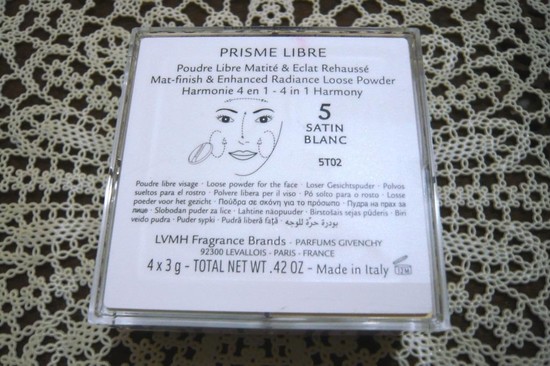 PRISME LIBRE
Poudre Libre Matité & Eclat Rehaussé
Mat-finish & Enhanced Radiance Loose Powder
Harmonie 4 en 1 - 4 in 1 Harmony
5
SATIN
BLANC
5T02
Poudre libre visage · Loose powder for the face · Loser Gesichtspuder · Polvos
sueltos para el rostro · Polvere libera per il viso · Pó solto para o rosto · Losse
poeder voor het gezicht · Πούδρα σε σκόνη για το πρόσωπο · Пудра на прах за
лице · Slobodan puder za lice · Lahtine näopuuder · Birstošais sejas pūderis · Biri
veido pudra · Puder sypki · Pudră liberă față · بودرة حرّة للوجه
LVMH Fragrance Brands - PARFUMS GIVENCHY
92300 LEVALLOIS - PARIS - FRANCE
4 x 3 g - TOTAL NET WT .42 OZ - Made in Italy
12 M